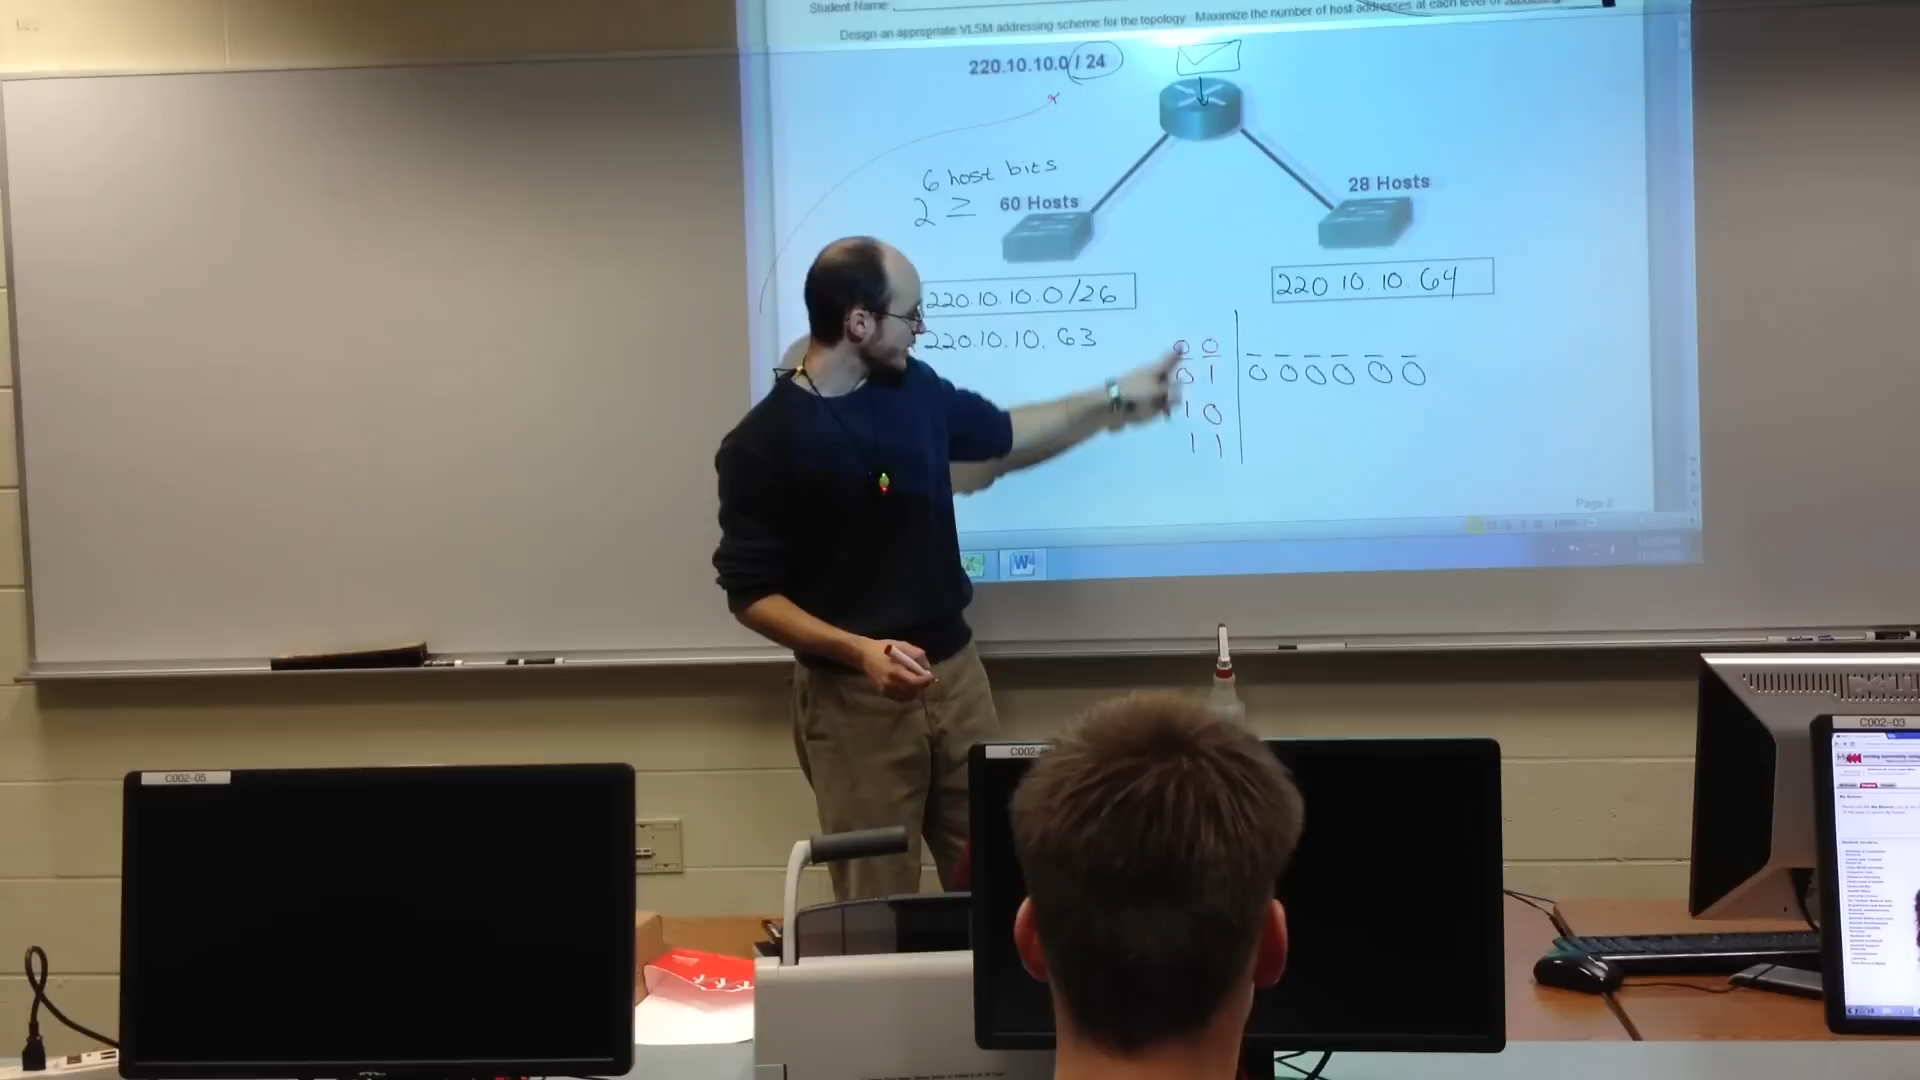 Student Name:
Design an appropriate VLSM addressing scheme for the topology. Maximize the number of host addresses at each level of subnetting.
220.10.10.0 / 24
6 host bits
2 ≥ 60 Hosts
28 Hosts
220.10.10.0/26
220 10.10.64
220.10.10.63
0 0
0 1 0 0 0 0 0 0
1 0
1 1
Page 2
W
C002-05
C002-03